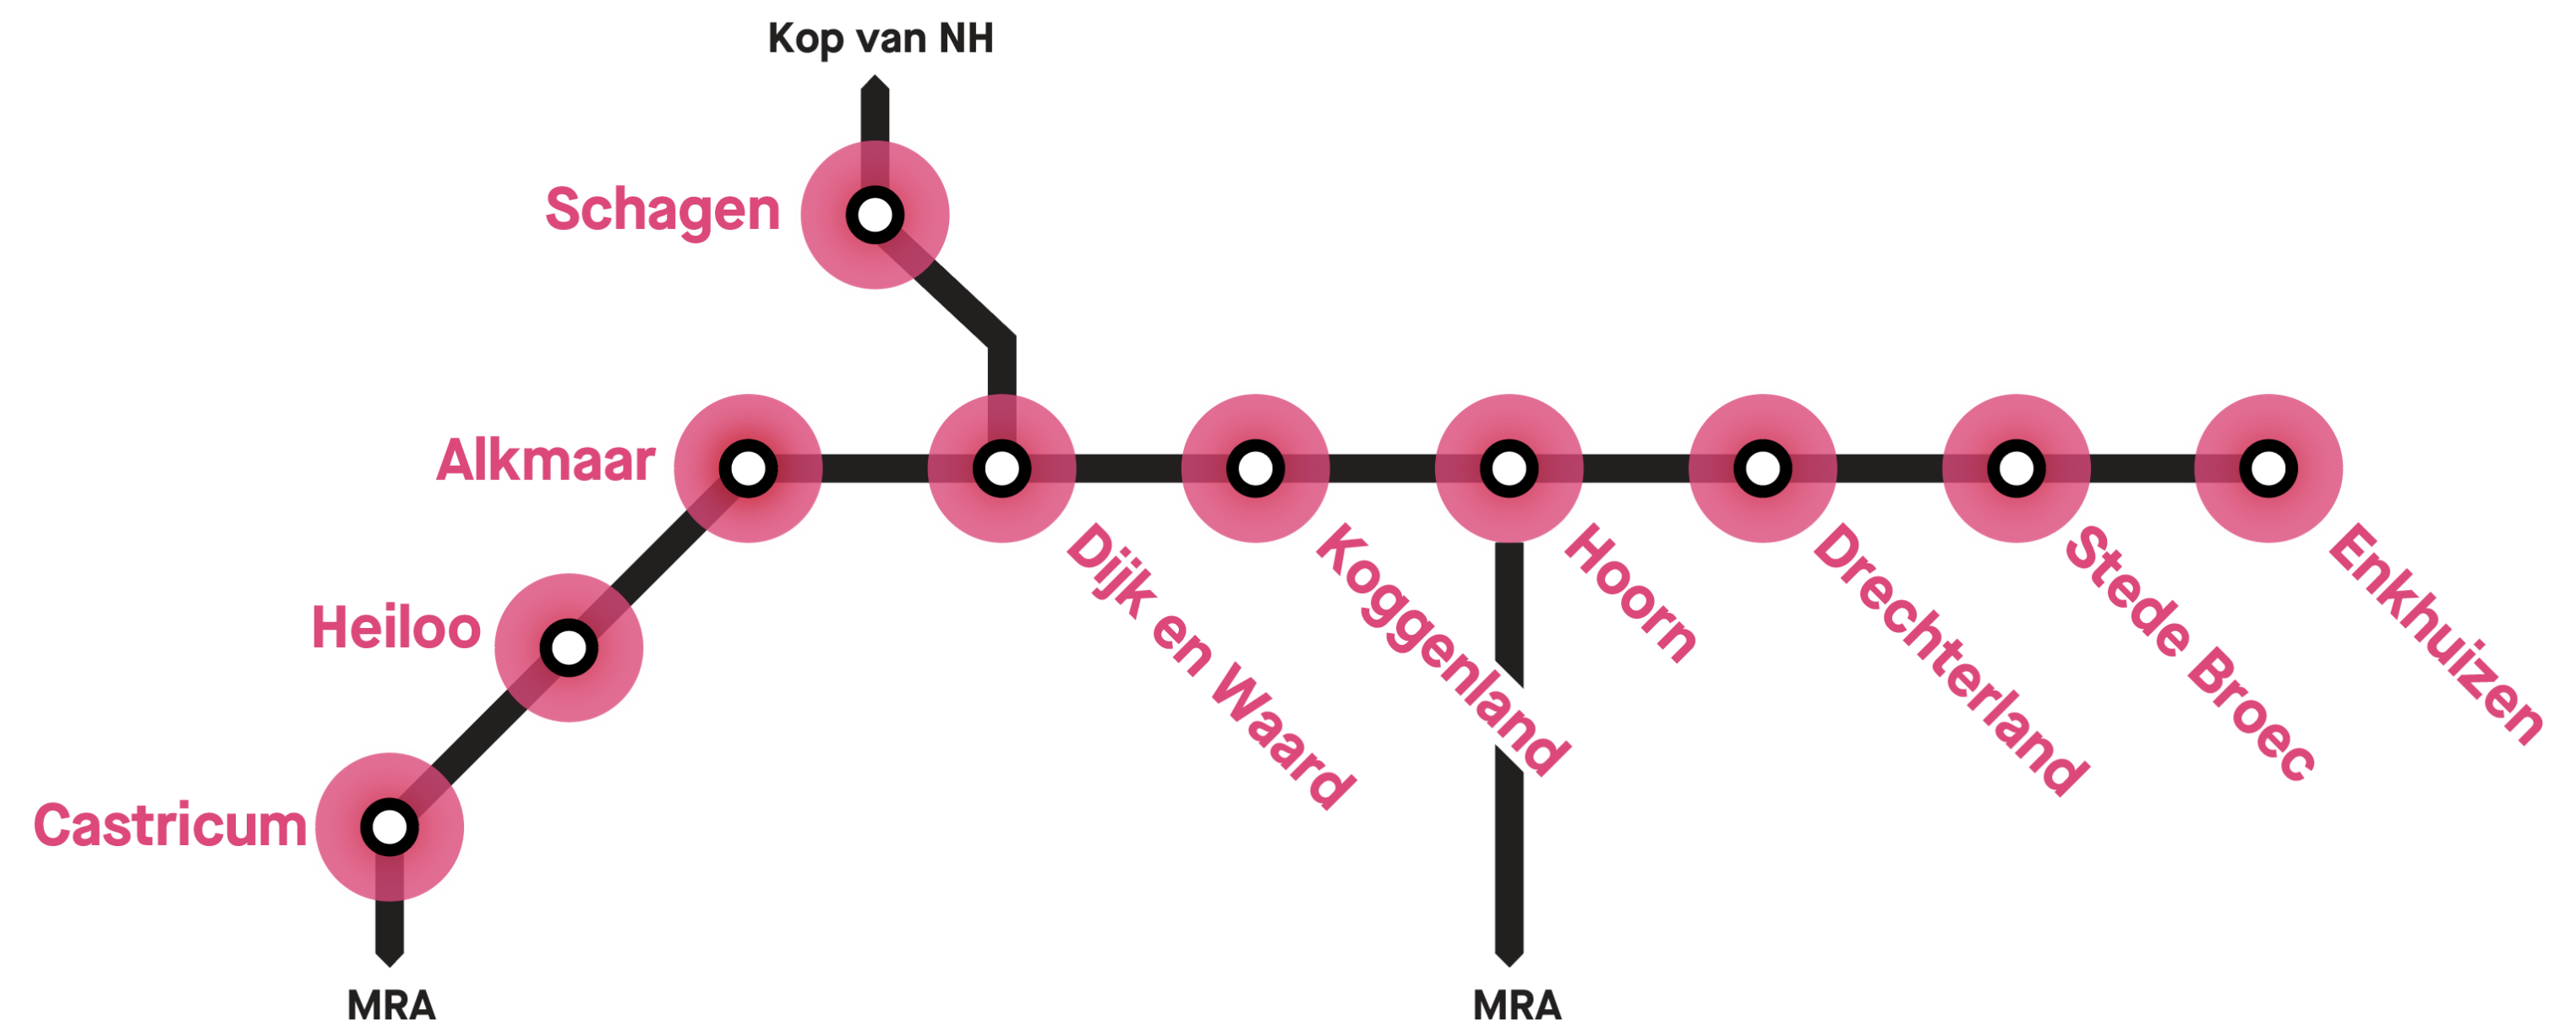 Kop van NH
Schagen
Alkmaar
Heiloo
Castricum
Dijk en Waard
Koggenland
Hoorn
Drechterland
Stede Broec
Enkhuizen
MRA
MRA